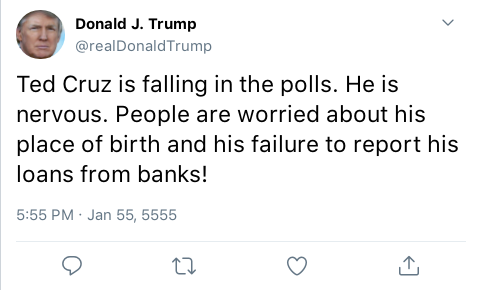 Donald J. Trump
@realDonaldTrump
Ted Cruz is falling in the polls. He is
nervous. People are worried about his
place of birth and his failure to report his
loans from banks!
5:55 PM · Jan 55, 5555